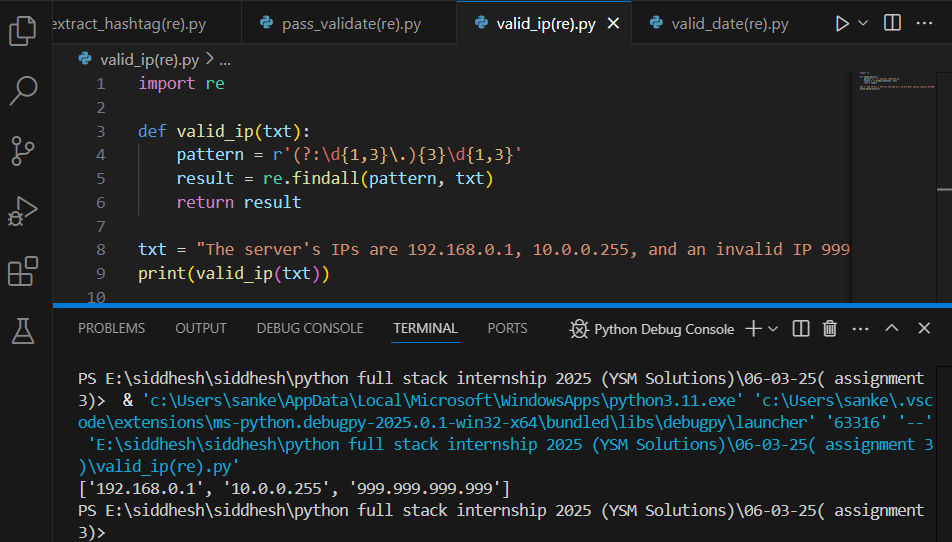 extract_hashtag(re).py pass_validate(re).py valid_ip(re).py valid_date(re).py ...
valid_ip(re).py > ...
1 import re
2
3 def valid_ip(txt):
4     pattern = r'(?:\d{1,3}\.){3}\d{1,3}'
5     result = re.findall(pattern, txt)
6     return result
7
8 txt = "The server's IPs are 192.168.0.1, 10.0.0.255, and an invalid IP 999
9 print(valid_ip(txt))
10
PROBLEMS OUTPUT DEBUG CONSOLE TERMINAL PORTS Python Debug Console
PS E:\siddhesh\siddhesh\python full stack internship 2025 (YSM Solutions)\06-03-25( assignment
3)>  & 'c:\Users\sanke\AppData\Local\Microsoft\WindowsApps\python3.11.exe' 'c:\Users\sanke\.vsc
ode\extensions\ms-python.debugpy-2025.0.1-win32-x64\bundled\libs\debugpy\launcher' '63316' '--'
'E:\siddhesh\siddhesh\python full stack internship 2025 (YSM Solutions)\06-03-25( assignment 3
)\valid_ip(re).py'
['192.168.0.1', '10.0.0.255', '999.999.999.999']
PS E:\siddhesh\siddhesh\python full stack internship 2025 (YSM Solutions)\06-03-25( assignment
3)>